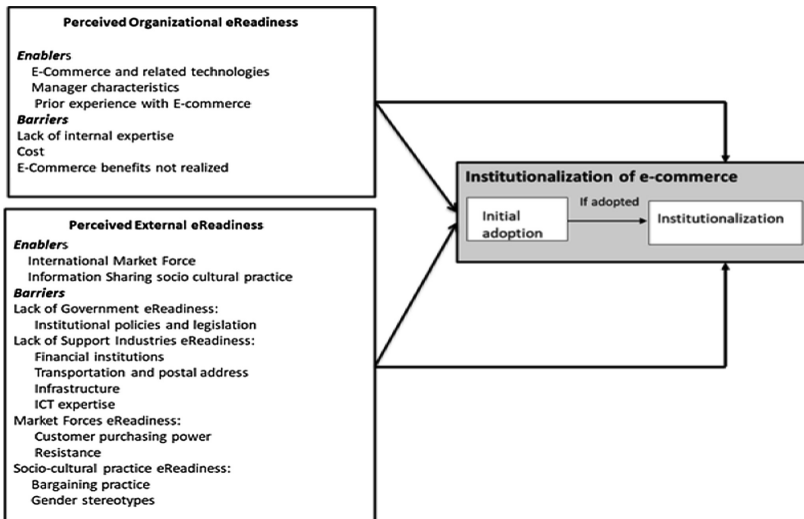 Perceived Organizational eReadiness
Enablers
E-Commerce and related technologies
Manager characteristics
Prior experience with E-commerce
Barriers
Lack of internal expertise
Cost
E-Commerce benefits not realized
Perceived External eReadiness
Enablers
International Market Force
Information Sharing socio cultural practice
Barriers
Lack of Government eReadiness:
Institutional policies and legislation
Lack of Support Industries eReadiness:
Financial institutions
Transportation and postal address
Infrastructure
ICT expertise
Market Forces eReadiness:
Customer purchasing power
Resistance
Socio-cultural practice eReadiness:
Bargaining practice
Gender stereotypes
Institutionalization of e-commerce
Initial
adoption
If adopted
Institutionalization